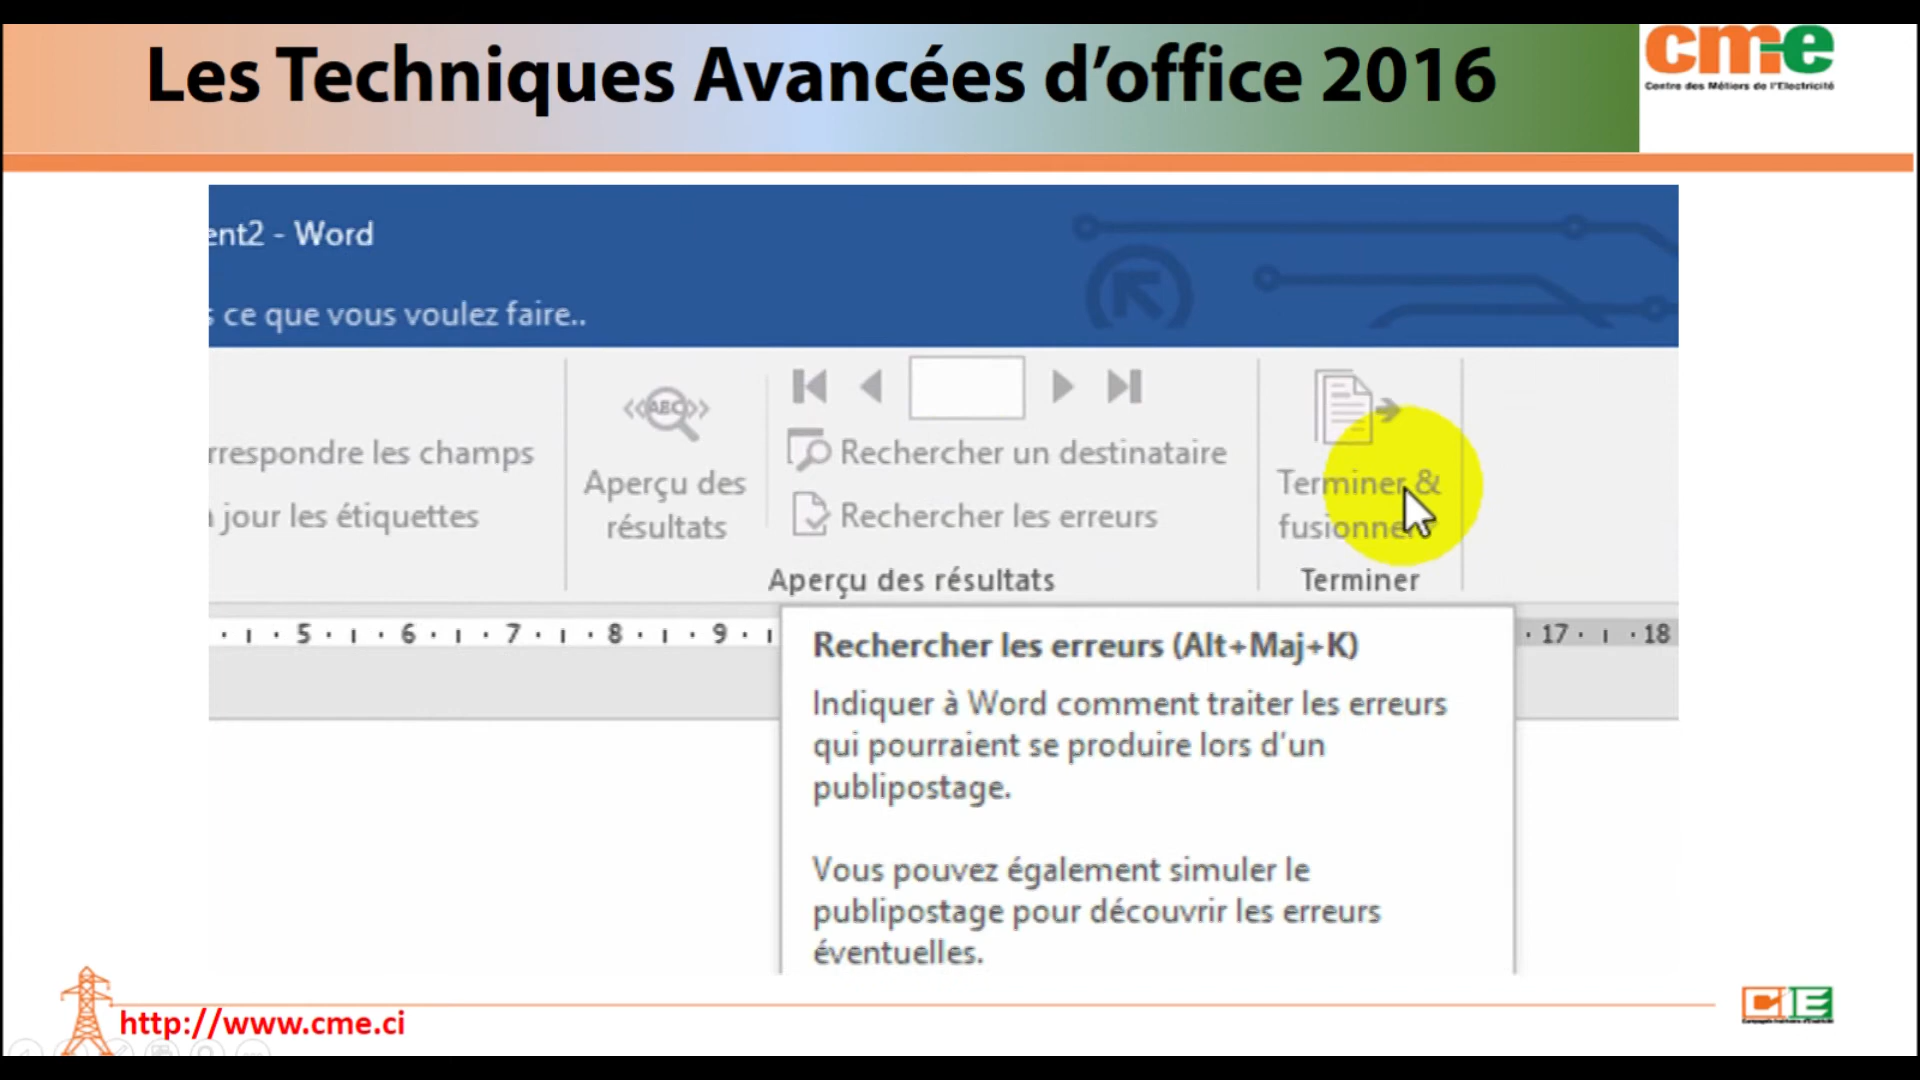 Les Techniques Avancées d’office 2016
cme
Centre des Métiers de l'Electricité
ent2 - Word
s ce que vous voulez faire..
rrespondre les champs
jour les étiquettes
ABC
Aperçu des
résultats
Rechercher un destinataire
Rechercher les erreurs
Aperçu des résultats
Terminer &
fusionner
Terminer
5 6 7 8 9 17 18
Rechercher les erreurs (Alt+Maj+K)
Indiquer à Word comment traiter les erreurs
qui pourraient se produire lors d'un
publipostage.
Vous pouvez également simuler le
publipostage pour découvrir les erreurs
éventuelles.
http://www.cme.ci
CIE